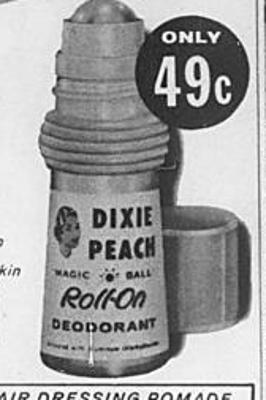 ONLY
49c
DIXIE
PEACH
MAGIC BALL
Roll-On
DEODORANT
kin
AIR DRESSING POMADE